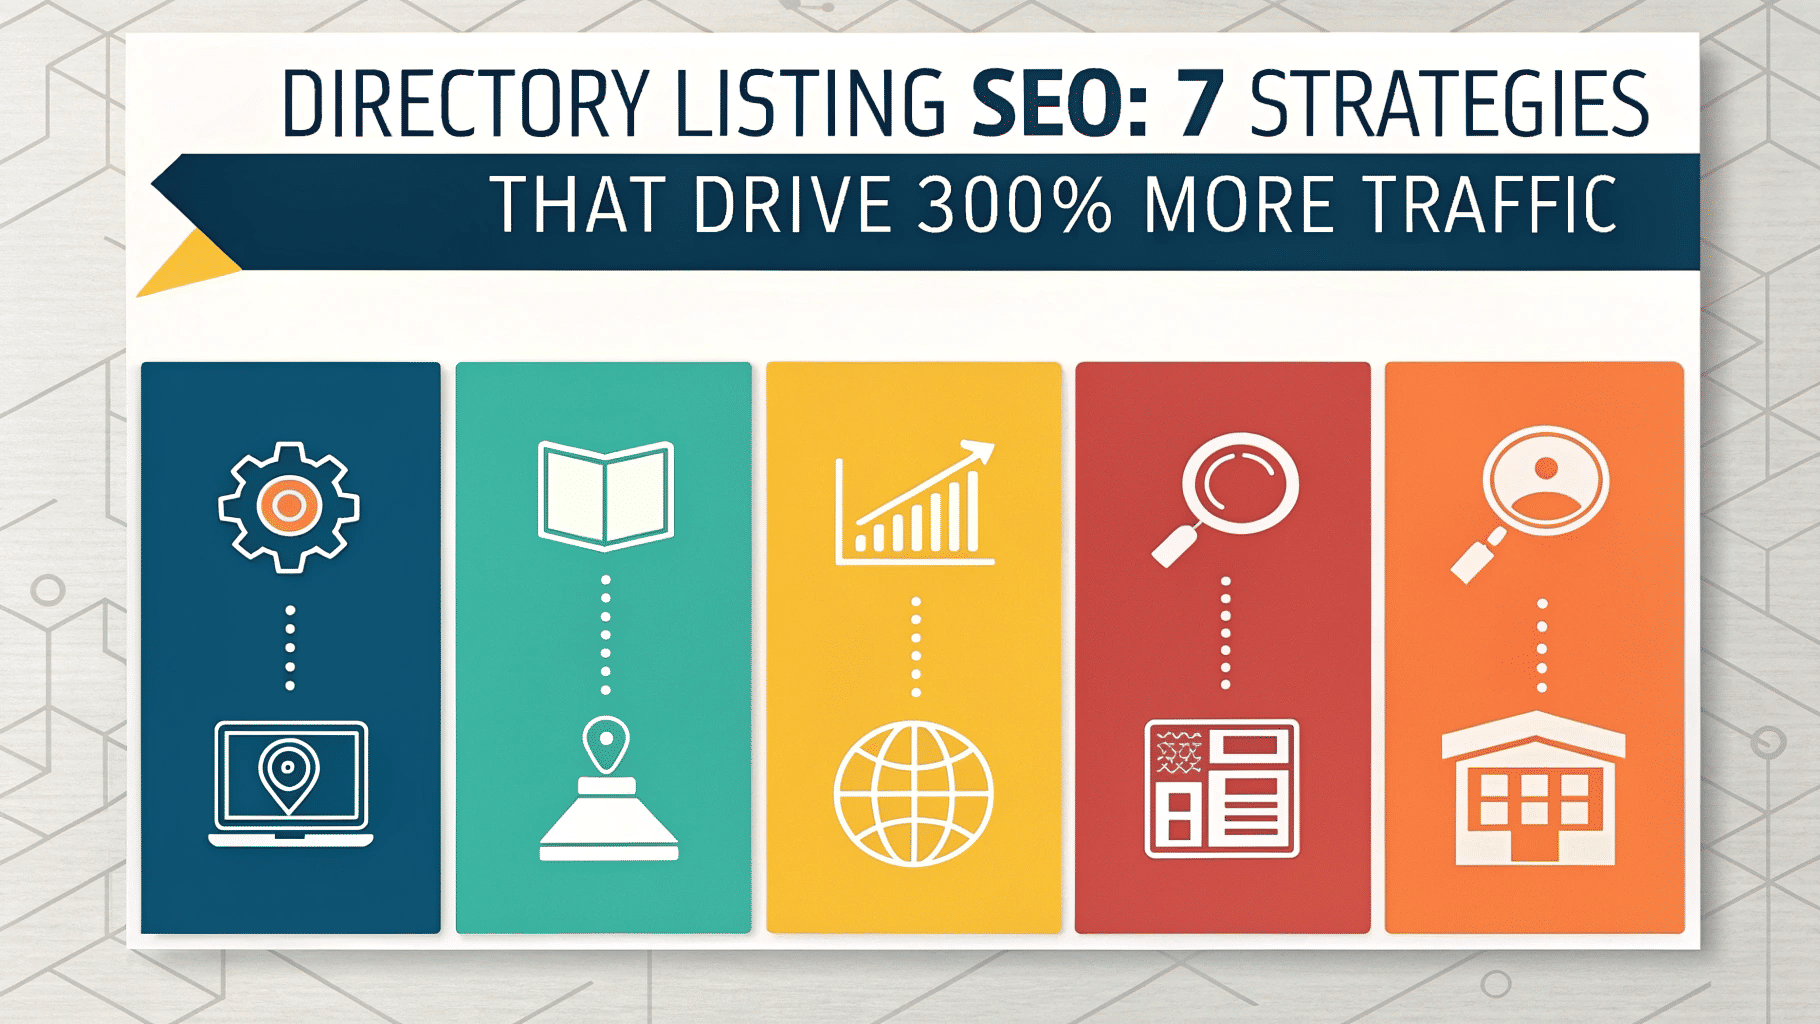 DIRECTORY LISTING SEO: 7 STRATEGIES
THAT DRIVE 300% MORE TRAFFIC